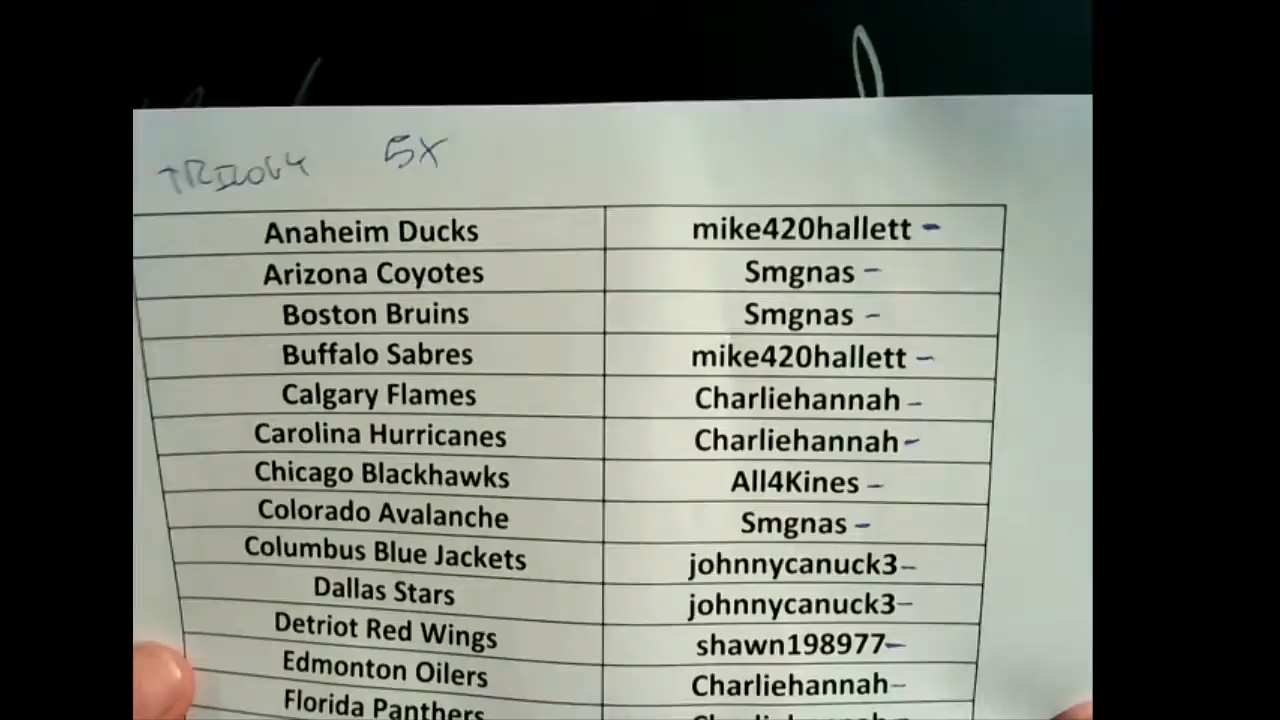 TRILOGY 5X
Anaheim Ducks mike420hallett -
Arizona Coyotes Smgnas -
Boston Bruins Smgnas -
Buffalo Sabres mike420hallett -
Calgary Flames Charliehannah -
Carolina Hurricanes Charliehannah -
Chicago Blackhawks All4Kines -
Colorado Avalanche Smgnas -
Columbus Blue Jackets johnnycanuck3 -
Dallas Stars johnnycanuck3 -
Detriot Red Wings shawn198977 -
Edmonton Oilers Charliehannah -
Florida Panthers